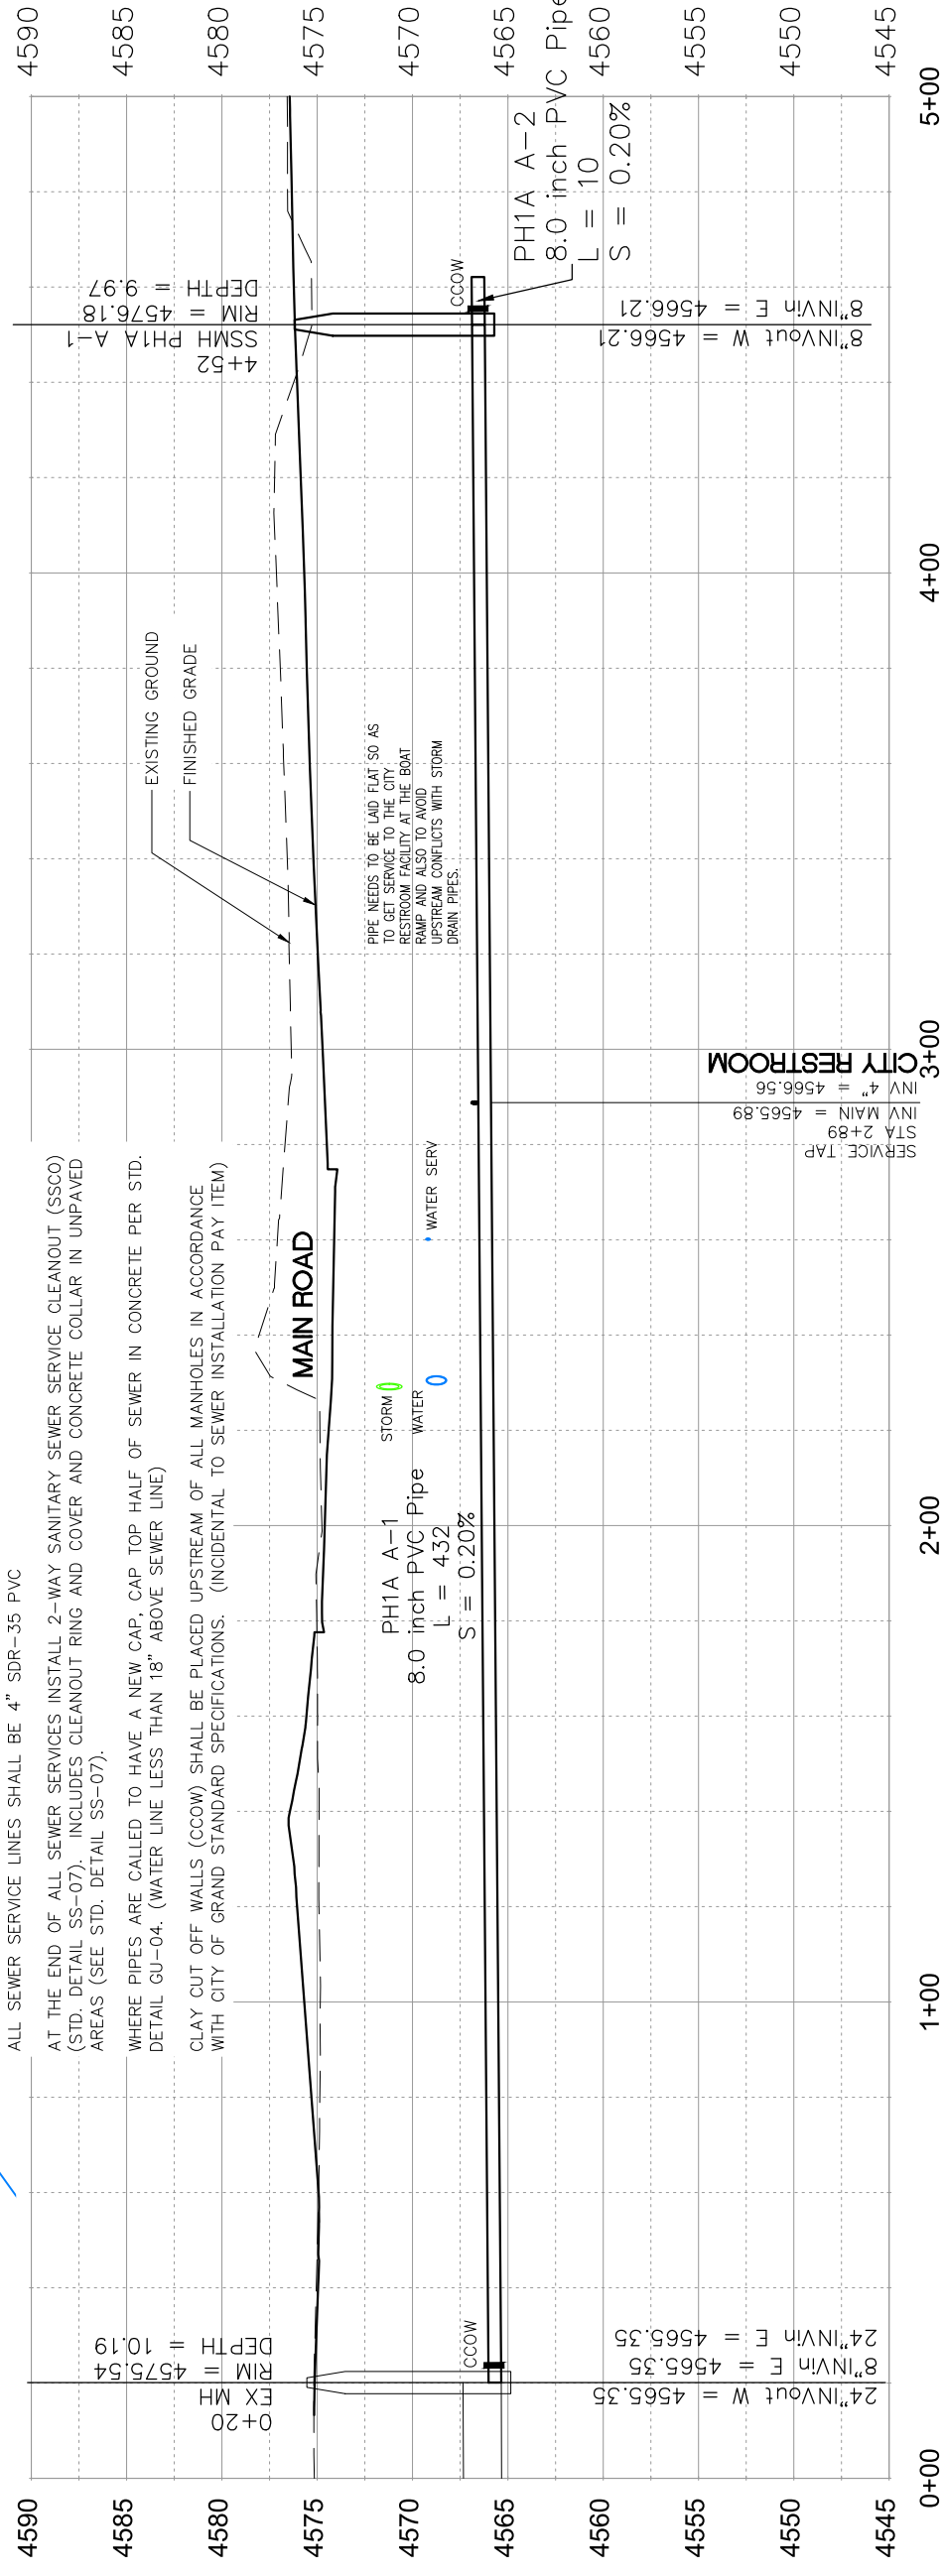 ALL SEWER SERVICE LINES SHALL BE 4" SDR-35 PVC
AT THE END OF ALL SEWER SERVICES INSTALL 2-WAY SANITARY SEWER SERVICE CLEANOUT (SSCO)
(STD. DETAIL SS-07). INCLUDES CLEANOUT RING AND COVER AND CONCRETE COLLAR IN UNPAVED
AREAS (SEE STD. DETAIL SS-07).
WHERE PIPES ARE CALLED TO HAVE A NEW CAP, CAP TOP HALF OF SEWER IN CONCRETE PER STD.
DETAIL GU-04. (WATER LINE LESS THAN 18" ABOVE SEWER LINE)
CLAY CUT OFF WALLS (CCOW) SHALL BE PLACED UPSTREAM OF ALL MANHOLES IN ACCORDANCE
WITH CITY OF GRAND STANDARD SPECIFICATIONS. (INCIDENTAL TO SEWER INSTALLATION PAY ITEM)
4590
4585
4580
4575
4570
4565
4560
4555
4550
4545
0+20
EX MH
RIM = 4575.54
DEPTH = 10.19
CCOW
24"INVout W = 4565.35
8"INVin E = 4565.35
24"INVin E = 4565.35
MAIN ROAD
STORM
WATER
WATER SERV
PH1A A-1
8.0 inch PVC Pipe
L = 432
S = 0.20%
EXISTING GROUND
FINISHED GRADE
PIPE NEEDS TO BE LAID FLAT SO AS
TO GET SERVICE TO THE CITY
RESTROOM FACILITY AT THE BOAT
RAMP AND ALSO TO AVOID
UPSTREAM CONFLICTS WITH STORM
DRAIN PIPES.
SERVICE TAP
STA 2+89
INV MAIN = 4565.89
INV 4" = 4566.56
CITY RESTROOM
4+52
SSMH PH1A A-1
RIM = 4576.18
DEPTH = 9.97
CCOW
8"INVout W = 4566.21
8"INVin E = 4566.21
PH1A A-2
8.0 inch PVC Pipe
L = 10
S = 0.20%
4590
4585
4580
4575
4570
4565
4560
4555
4550
4545
0+00
1+00
2+00
3+00
4+00
5+00